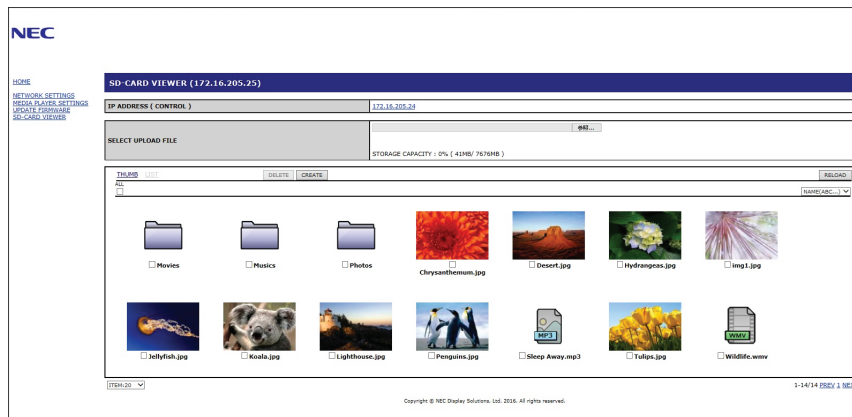 NEC
HOME
NETWORK SETTINGS
MEDIA PLAYER SETTINGS
UPDATE FIRMWARE
SD-CARD VIEWER
SD-CARD VIEWER (172.16.205.25)
IP ADDRESS ( CONTROL )
172.16.205.24
SELECT UPLOAD FILE
参照...
STORAGE CAPACITY : 0% ( 41MB/ 7676MB )
THUMB LIST DELETE CREATE RELOAD
ALL
NAME(ABC...)
Movies Musics Photos Chrysanthemum.jpg Desert.jpg Hydrangeas.jpg img1.jpg
MP3 WMV
Jellyfish.jpg Koala.jpg Lighthouse.jpg Penguins.jpg Sleep Away.mp3 Tulips.jpg Wildlife.wmv
ITEM:20
1-14/14 PREV 1
Copyright © NEC Display Solutions, Ltd. 2016. All rights reserved.